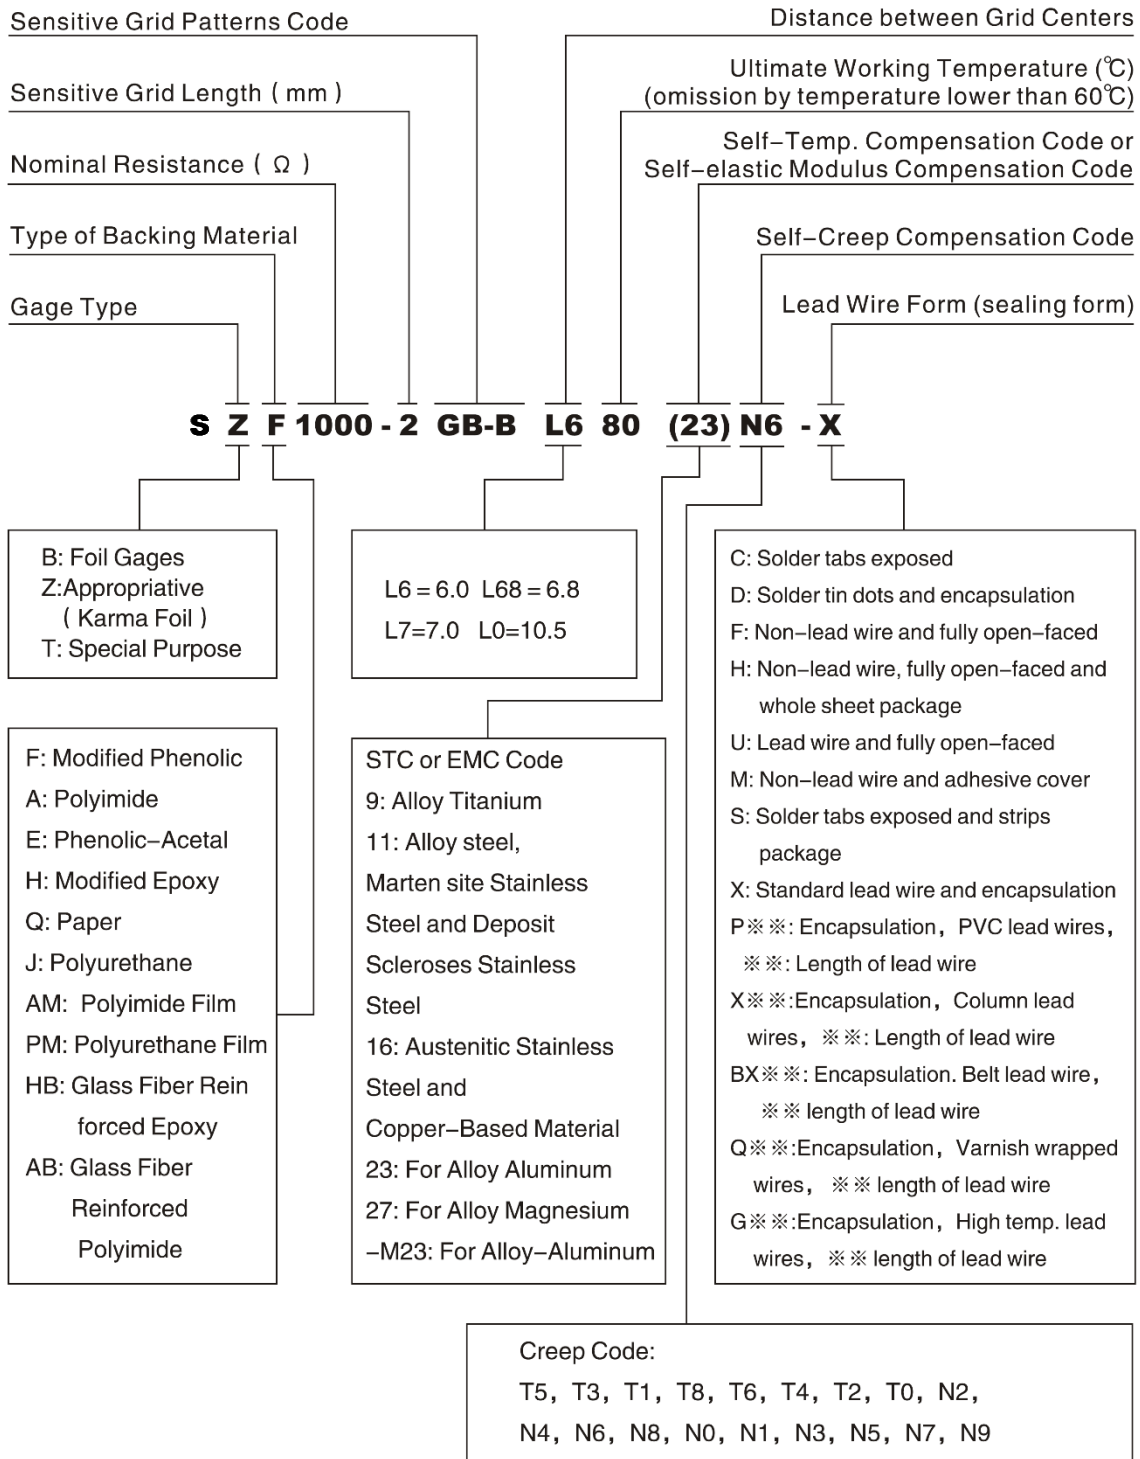 Sensitive Grid Patterns Code
Distance between Grid Centers
Sensitive Grid Length ( mm )
Ultimate Working Temperature (℃)
(omission by temperature lower than 60℃)
Nominal Resistance ( Ω )
Self-Temp. Compensation Code or
Self-elastic Modulus Compensation Code
Type of Backing Material
Self-Creep Compensation Code
Gage Type
Lead Wire Form (sealing form)
S Z F 1000 - 2 GB-B L6 80 (23) N6 - X
B: Foil Gages
Z:Appropriative
( Karma Foil )
T: Special Purpose
L6 = 6.0 L68 = 6.8
L7=7.0 L0=10.5
F: Modified Phenolic
A: Polyimide
E: Phenolic-Acetal
H: Modified Epoxy
Q: Paper
J: Polyurethane
AM: Polyimide Film
PM: Polyurethane Film
HB: Glass Fiber Rein
forced Epoxy
AB: Glass Fiber
Reinforced
Polyimide
STC or EMC Code
9: Alloy Titanium
11: Alloy steel,
Marten site Stainless
Steel and Deposit
Scleroses Stainless
Steel
16: Austenitic Stainless
Steel and
Copper-Based Material
23: For Alloy Aluminum
27: For Alloy Magnesium
-M23: For Alloy-Aluminum
C: Solder tabs exposed
D: Solder tin dots and encapsulation
F: Non-lead wire and fully open-faced
H: Non-lead wire, fully open-faced and
whole sheet package
U: Lead wire and fully open-faced
M: Non-lead wire and adhesive cover
S: Solder tabs exposed and strips
package
X: Standard lead wire and encapsulation
P※※: Encapsulation, PVC lead wires,
※※: Length of lead wire
X※※:Encapsulation, Column lead
wires, ※※: Length of lead wire
BX※※: Encapsulation. Belt lead wire,
※※ length of lead wire
Q※※:Encapsulation, Varnish wrapped
wires, ※※ length of lead wire
G※※:Encapsulation, High temp. lead
wires, ※※ length of lead wire
Creep Code:
T5, T3, T1, T8, T6, T4, T2, T0, N2,
N4, N6, N8, N0, N1, N3, N5, N7, N9